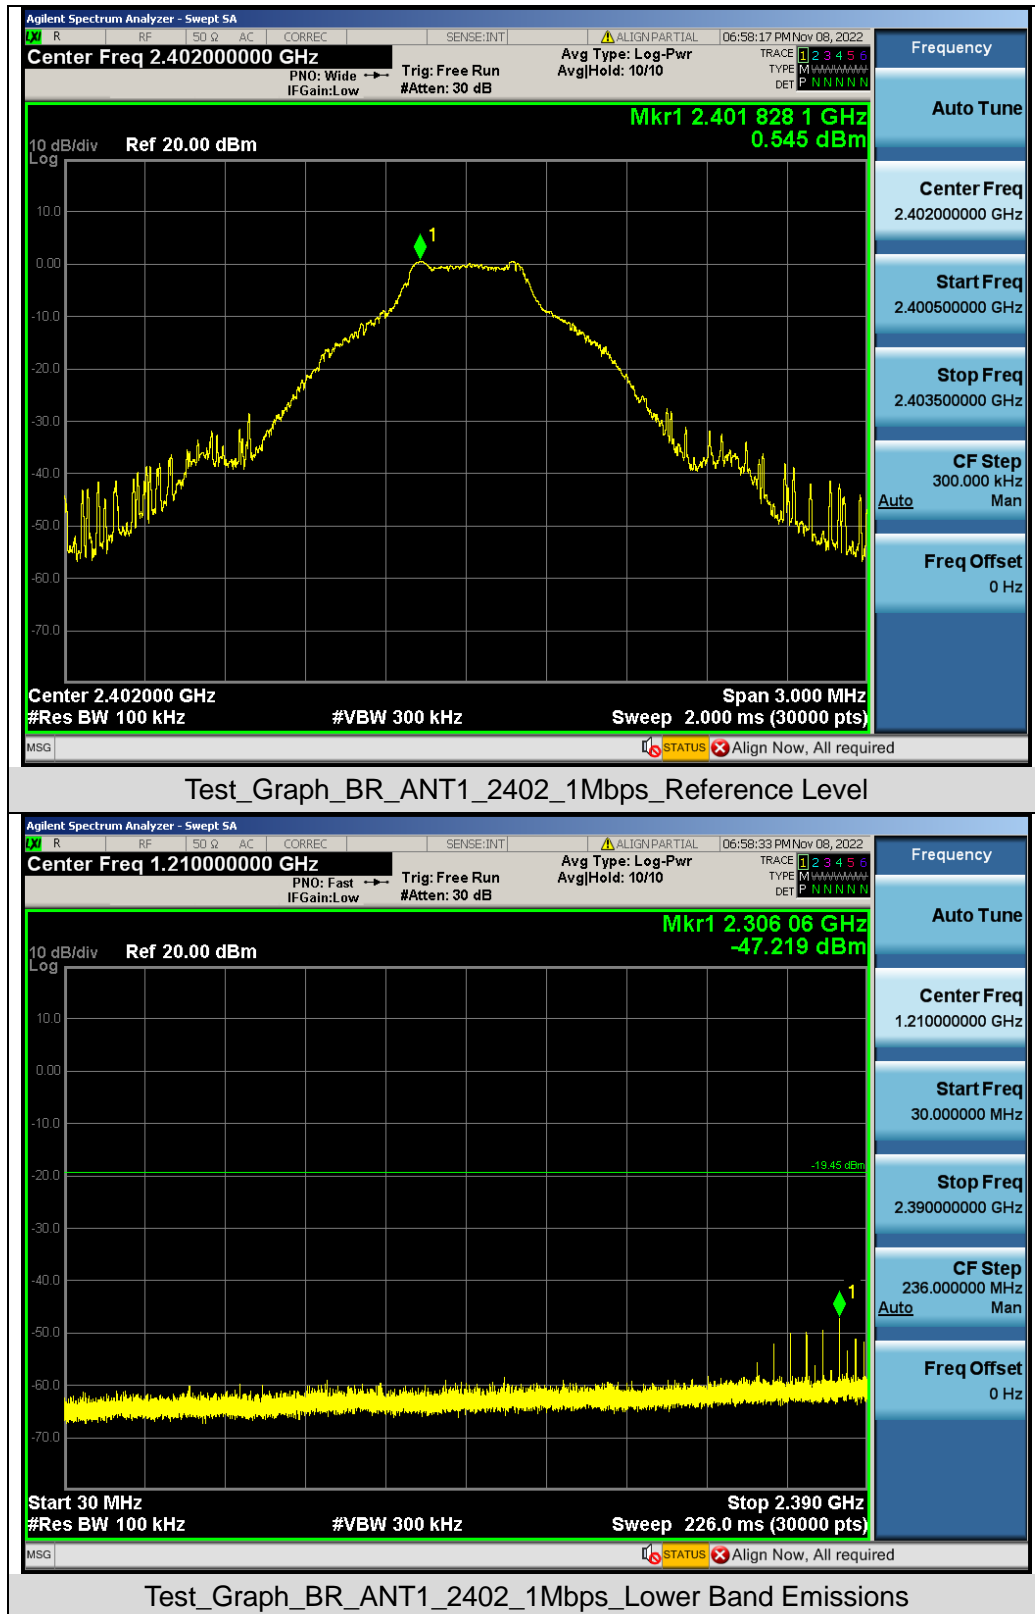 Agilent Spectrum Analyzer - Swept SA
LXI R RF 50 Ω AC CORREC SENSE:INT ALIGN PARTIAL 06:58:17 PM Nov 08, 2022
Center Freq 2.402000000 GHz
PNO: Wide
IFGain:Low
Trig: Free Run
#Atten: 30 dB
Avg Type: Log-Pwr
Avg|Hold: 10/10
TRACE 1 2 3 4 5 6
TYPE M
DET P N N N N N
Mkr1 2.401 828 1 GHz
0.545 dBm
10 dB/div Ref 20.00 dBm
Log
10.0
0.00
-10.0
-20.0
-30.0
-40.0
-50.0
-60.0
-70.0
1
Center 2.402000 GHz Span 3.000 MHz
#Res BW 100 kHz #VBW 300 kHz Sweep 2.000 ms (30000 pts)
MSG STATUS Align Now, All required
Frequency
Auto Tune
Center Freq
2.402000000 GHz
Start Freq
2.400500000 GHz
Stop Freq
2.403500000 GHz
CF Step
300.000 kHz
Auto Man
Freq Offset
0 Hz
Test_Graph_BR_ANT1_2402_1Mbps_Reference Level
Agilent Spectrum Analyzer - Swept SA
LXI R RF 50 Ω AC CORREC SENSE:INT ALIGN PARTIAL 06:58:33 PM Nov 08, 2022
Center Freq 1.210000000 GHz
PNO: Fast
IFGain:Low
Trig: Free Run
#Atten: 30 dB
Avg Type: Log-Pwr
Avg|Hold: 10/10
TRACE 1 2 3 4 5 6
TYPE M
DET P N N N N N
Mkr1 2.306 06 GHz
-47.219 dBm
10 dB/div Ref 20.00 dBm
Log
10.0
0.00
-10.0
-20.0
-30.0
-40.0
-50.0
-60.0
-70.0
-19.45 dBm
1
Start 30 MHz Stop 2.390 GHz
#Res BW 100 kHz #VBW 300 kHz Sweep 226.0 ms (30000 pts)
MSG STATUS Align Now, All required
Frequency
Auto Tune
Center Freq
1.210000000 GHz
Start Freq
30.000000 MHz
Stop Freq
2.390000000 GHz
CF Step
236.000000 MHz
Auto Man
Freq Offset
0 Hz
Test_Graph_BR_ANT1_2402_1Mbps_Lower Band Emissions